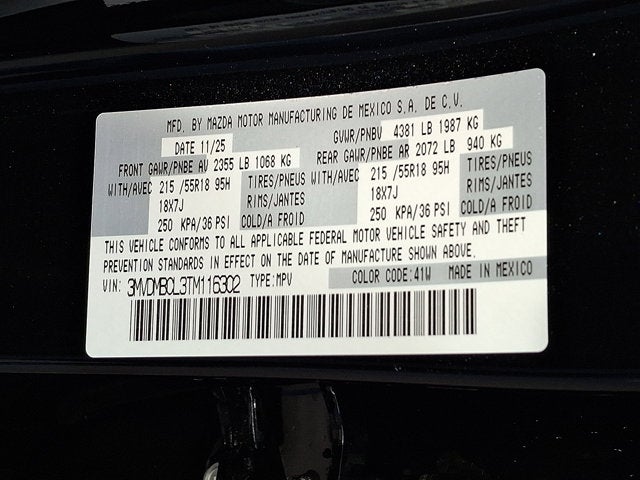 MFD. BY MAZDA MOTOR MANUFACTURING DE MEXICO S.A. DE C.V.
DATE 11/25 GVWR/PNBV 4381 LB 1987 KG
FRONT GAWR/PNBE AV 2355 LB 1068 KG REAR GAWR/PNBE AR 2072 LB 940 KG
WITH/AVEC 215 /55R18 95H TIRES/PNEUS WITH/AVEC 215 /55R18 95H TIRES/PNEUS
18X7J RIMS/JANTES 18X7J RIMS/JANTES
250 KPA/36 PSI COLD/A FROID 250 KPA/36 PSI COLD/A FROID
THIS VEHICLE CONFORMS TO ALL APPLICABLE FEDERAL MOTOR VEHICLE SAFETY AND THEFT
PREVENTION STANDARDS IN EFFECT ON THE DATE OF MANUFACTURE SHOWN ABOVE.
VIN: 3MVDMBCL3TM116302 TYPE:MPV COLOR CODE:41W MADE IN MEXICO